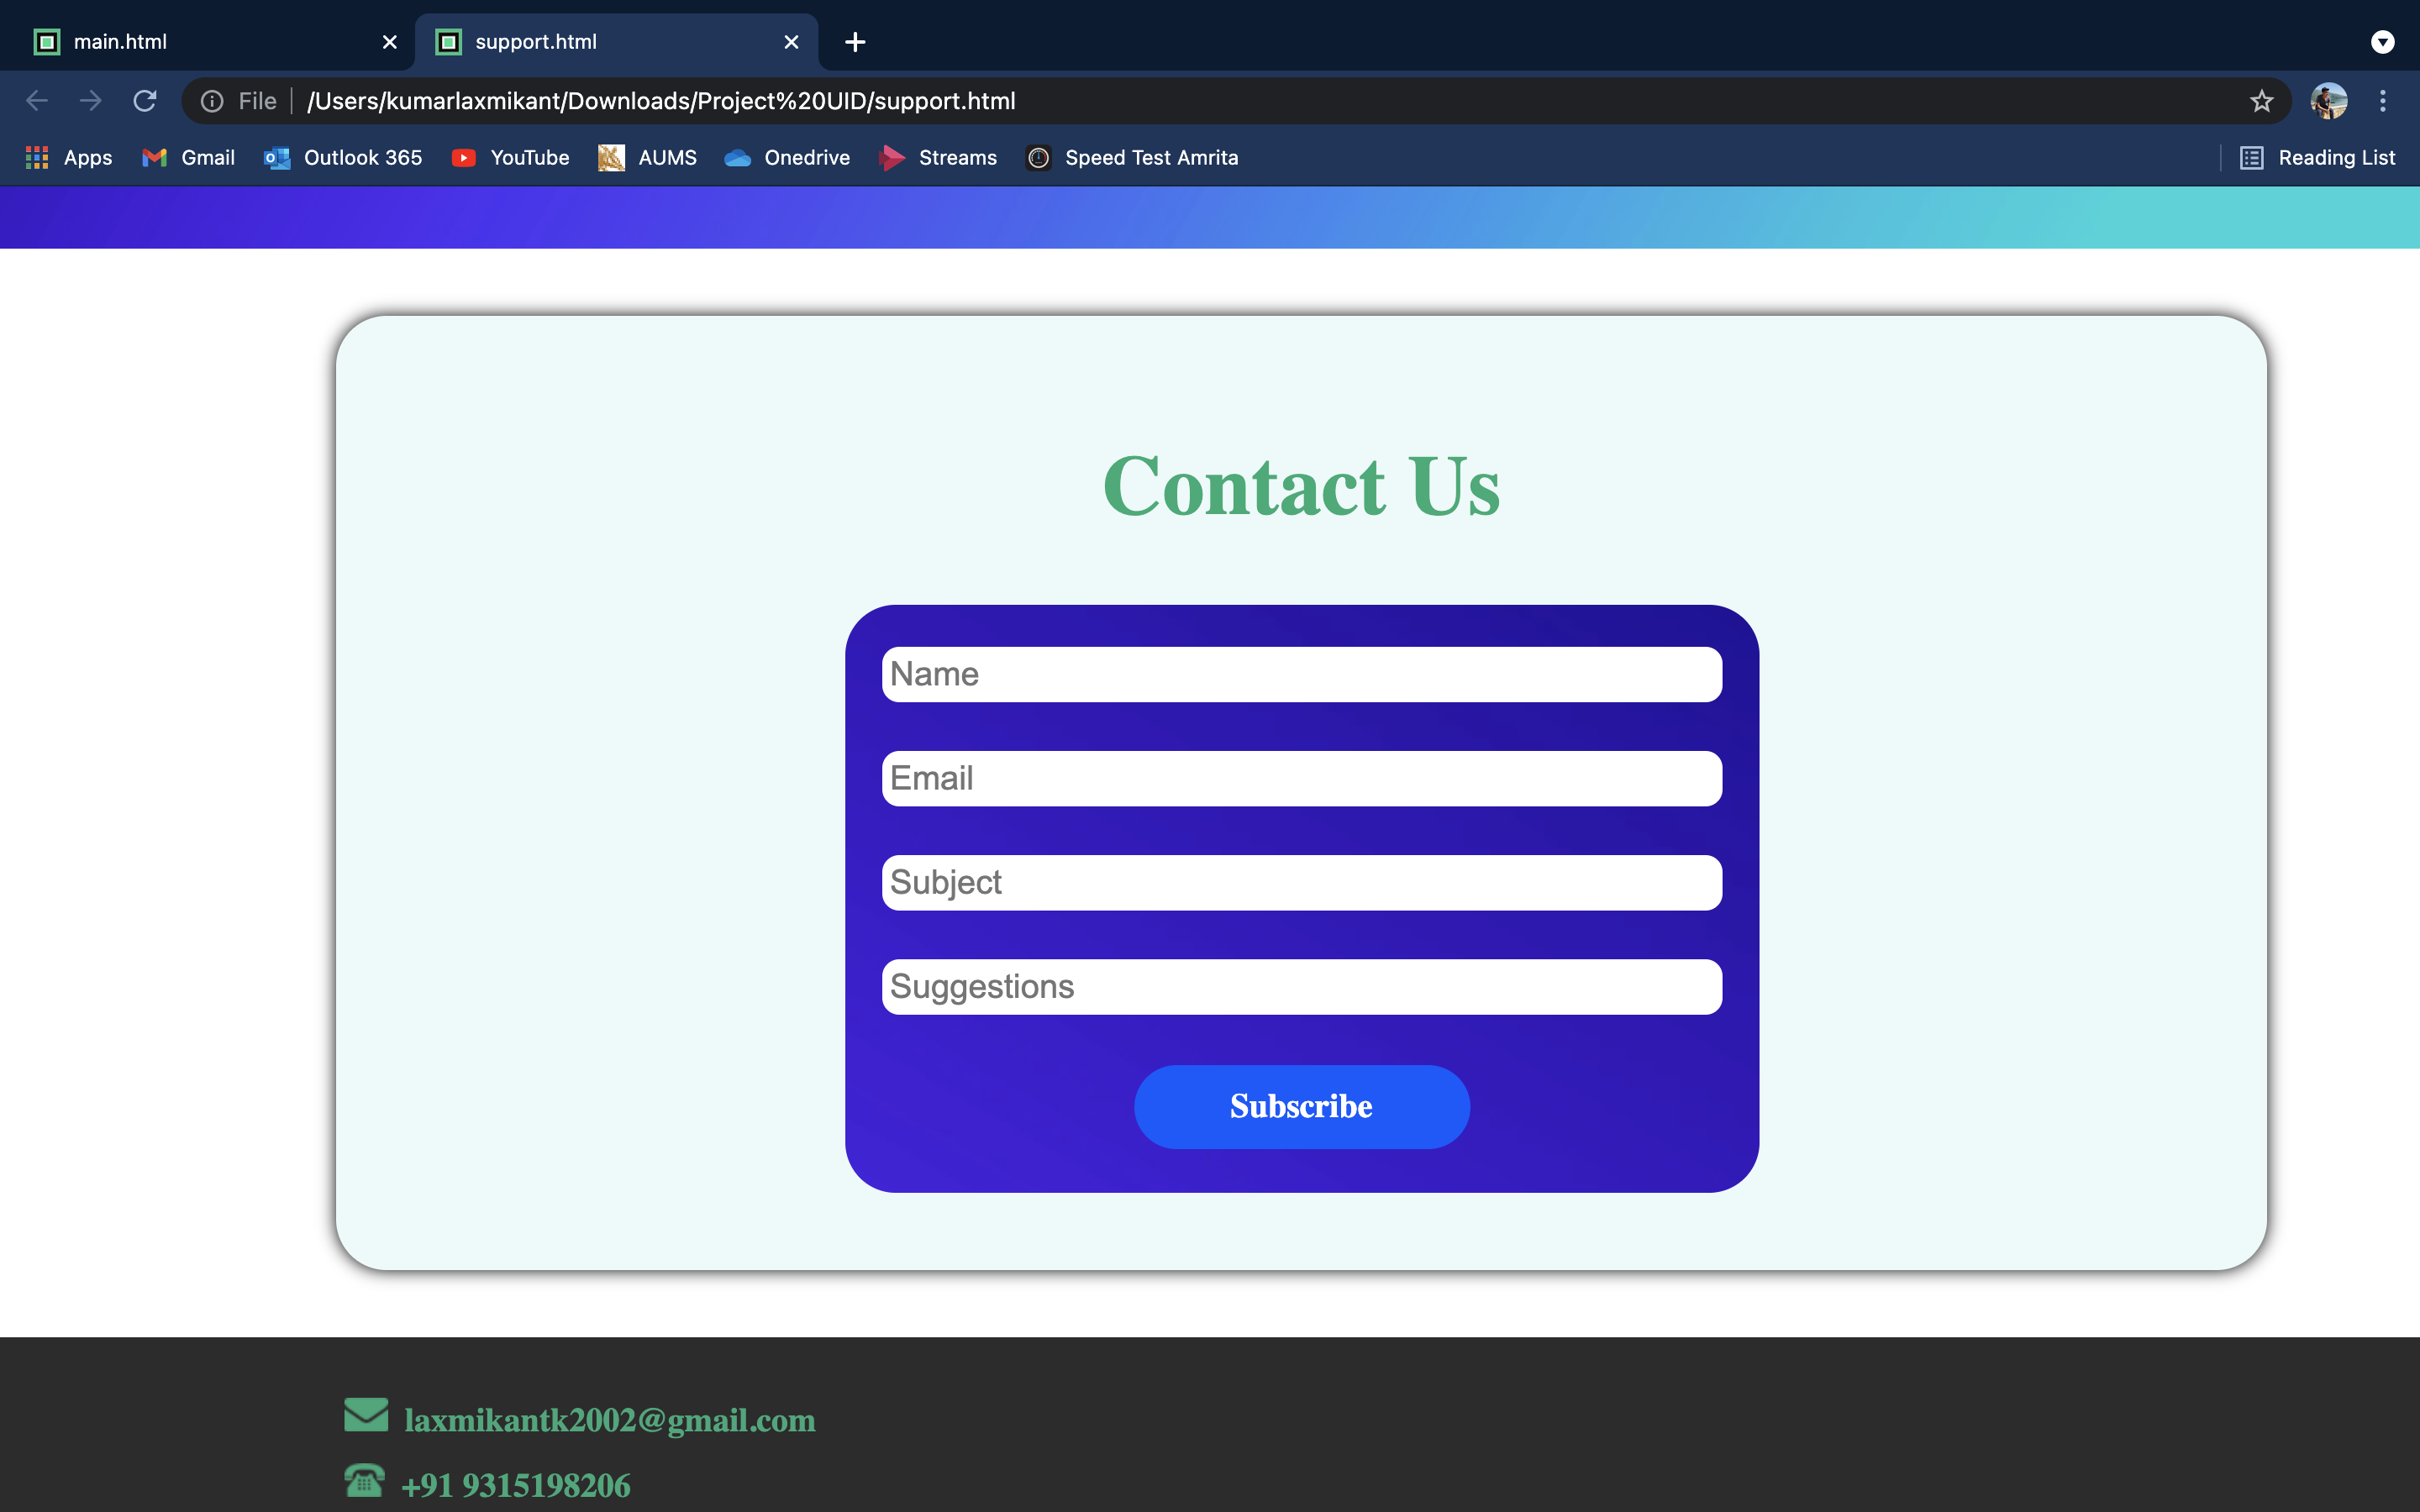 main.html support.html
File /Users/kumarlaxmikant/Downloads/Project%20UID/support.html
Apps Gmail Outlook 365 YouTube AUMS Onedrive Streams Speed Test Amrita Reading List
Contact Us
Name
Email
Subject
Suggestions
Subscribe
laxmikantk2002@gmail.com
+91 9315198206